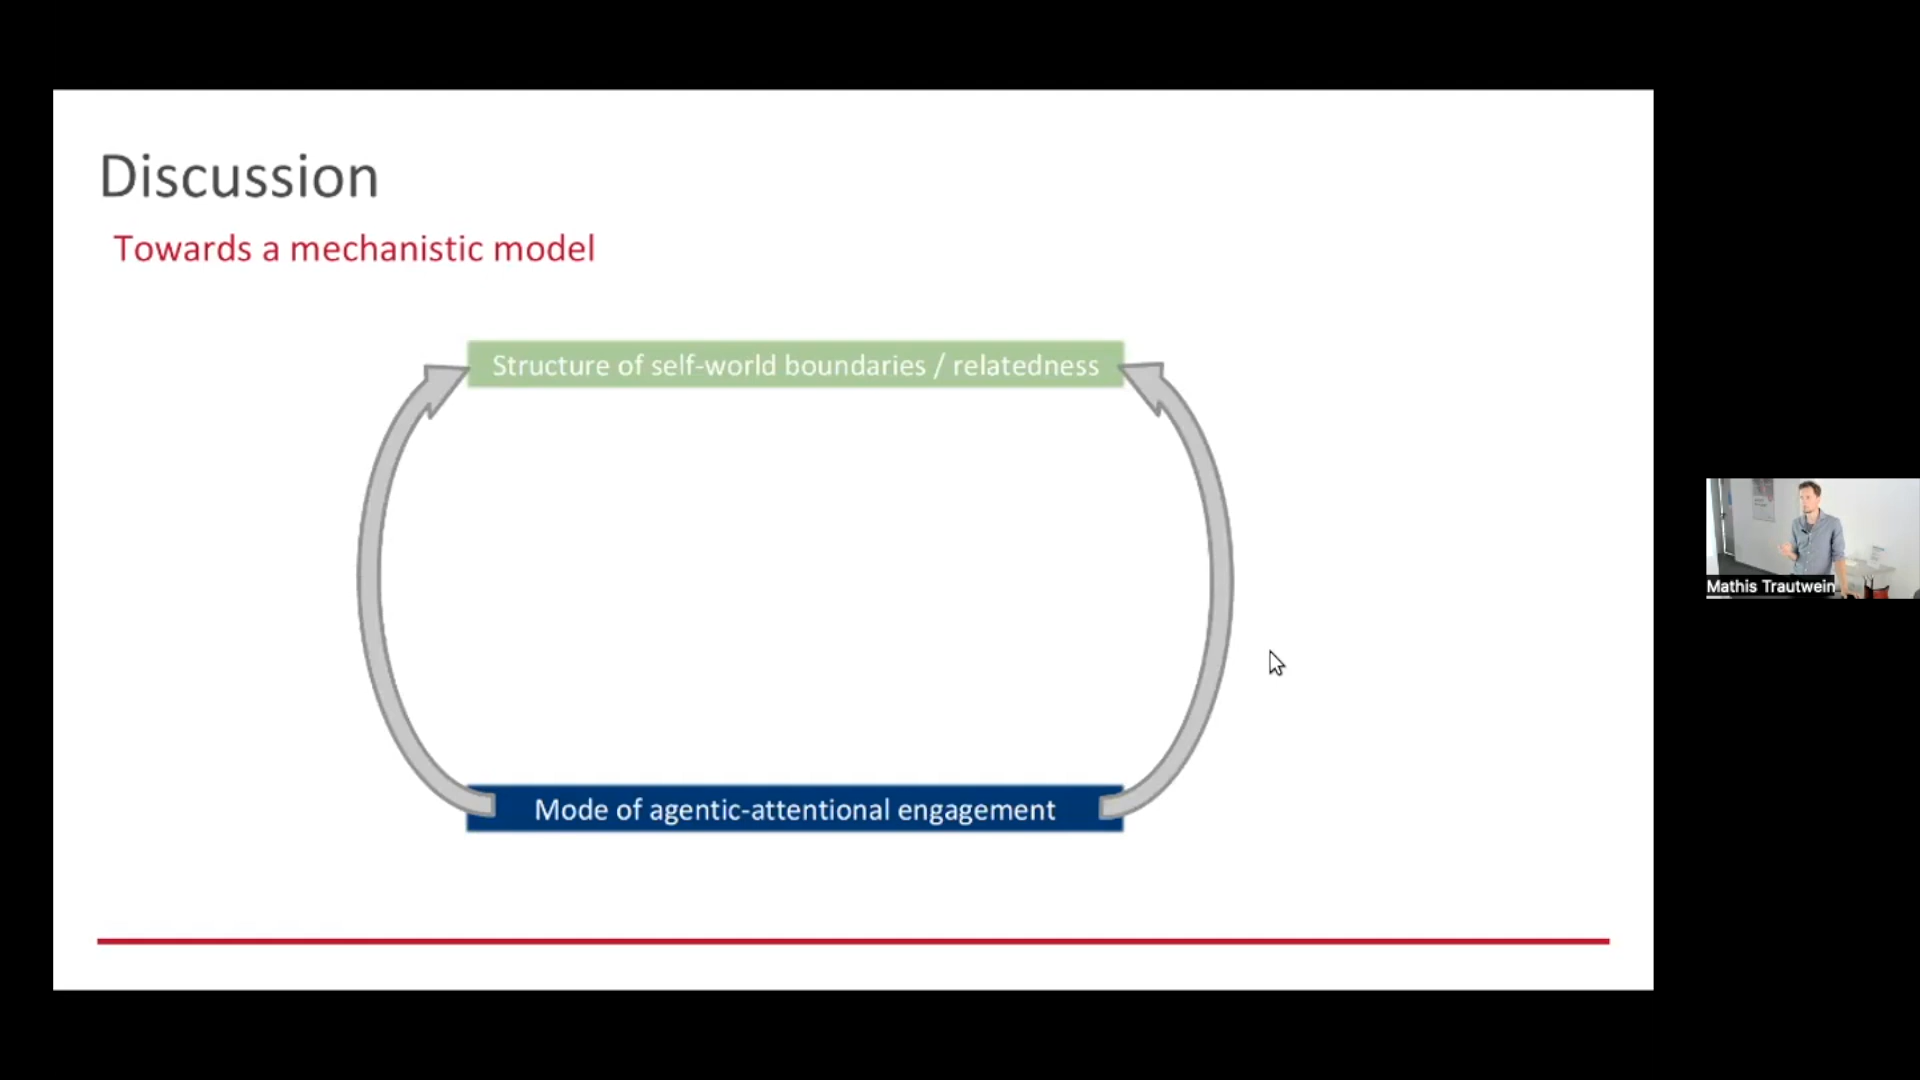 Discussion
Towards a mechanistic model
Structure of self-world boundaries / relatedness
Mode of agentic-attentional engagement
Mathis Trautwein